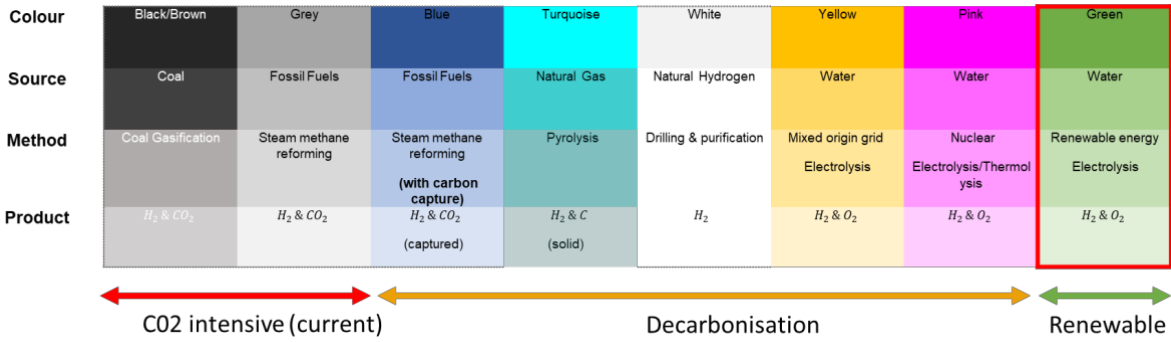 Colour Black/Brown Grey Blue Turquoise White Yellow Pink Green
Source Coal Fossil Fuels Fossil Fuels Natural Gas Natural Hydrogen Water Water Water
Method Coal Gasification Steam methane reforming Steam methane reforming (with carbon capture) Pyrolysis Drilling & purification Mixed origin grid Electrolysis Nuclear Electrolysis/Thermolysis Renewable energy Electrolysis
Product H₂ & CO₂ H₂ & CO₂ H₂ & CO₂ (captured) H₂ & C (solid) H₂ H₂ & O₂ H₂ & O₂ H₂ & O₂
C02 intensive (current) Decarbonisation Renewable